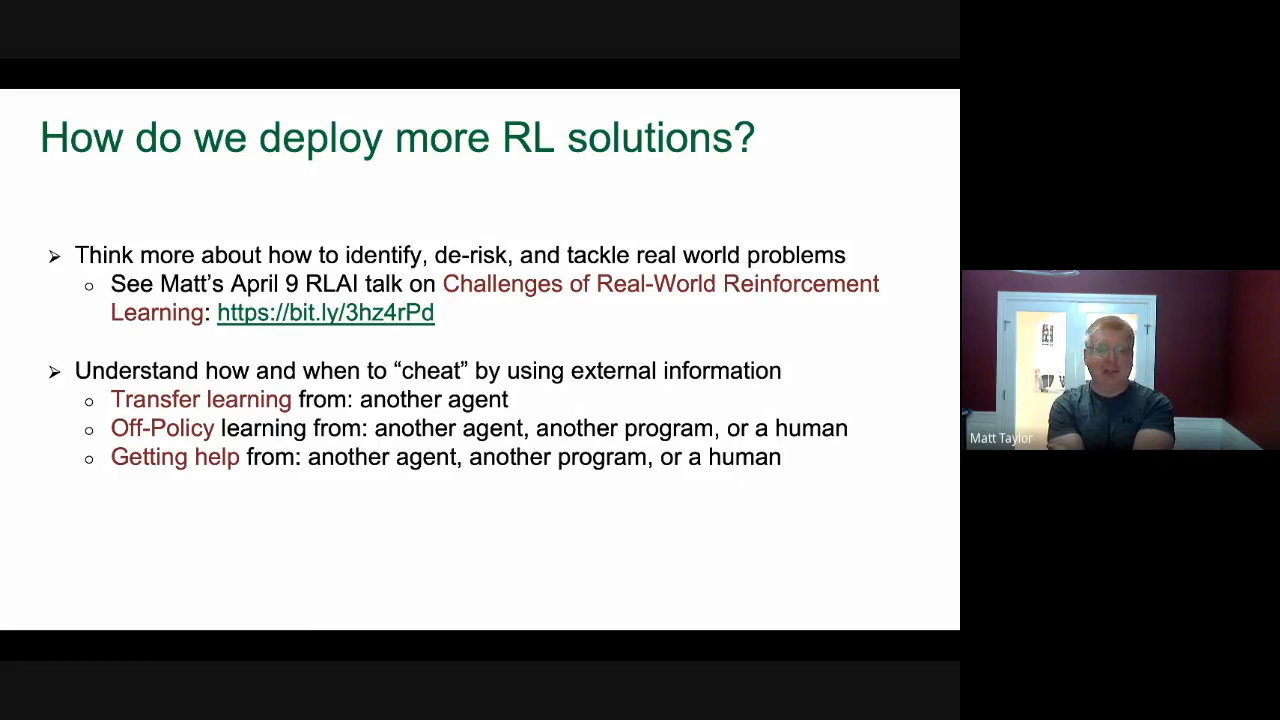 How do we deploy more RL solutions?
➢ Think more about how to identify, de-risk, and tackle real world problems
○ See Matt’s April 9 RLAI talk on Challenges of Real-World Reinforcement
Learning: https://bit.ly/3hz4rPd
➢ Understand how and when to “cheat” by using external information
○ Transfer learning from: another agent
○ Off-Policy learning from: another agent, another program, or a human
○ Getting help from: another agent, another program, or a human
Matt Taylor